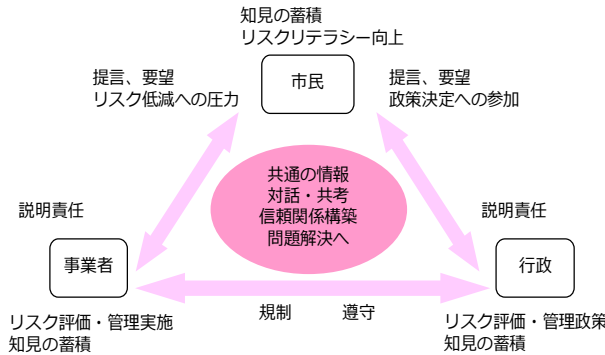 知見の蓄積
リスクリテラシー向上
市民
提言、要望
リスク低減への圧力
提言、要望
政策決定への参加
共通の情報
対話・共考
信頼関係構築
問題解決へ
説明責任
説明責任
事業者
行政
規制　遵守
リスク評価・管理実施
知見の蓄積
リスク評価・管理政策
知見の蓄積